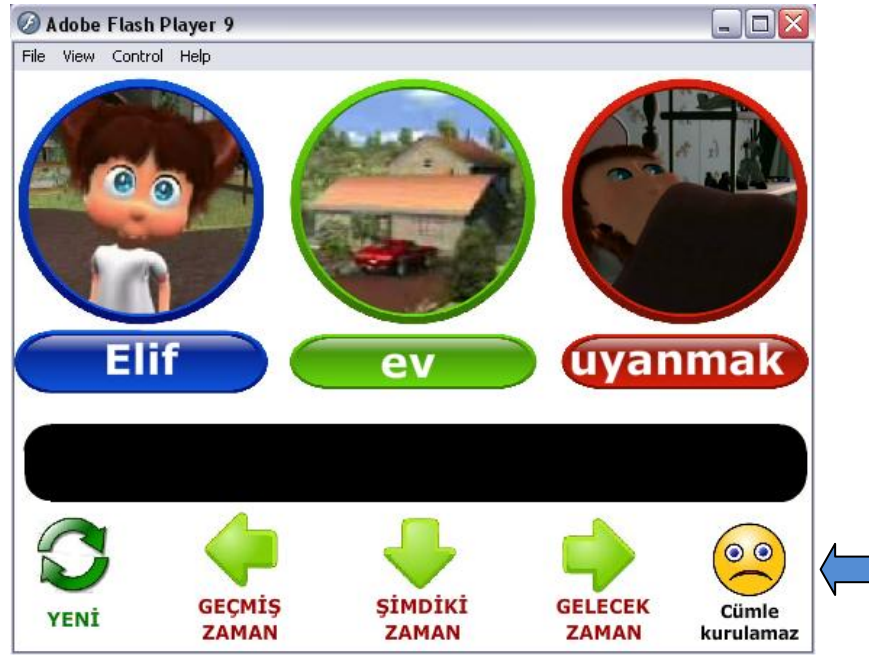 Adobe Flash Player 9
File View Control Help
Elif ev uyanmak
YENİ
GEÇMİŞ ZAMAN
ŞİMDİKİ ZAMAN
GELECEK ZAMAN
Cümle kurulamaz